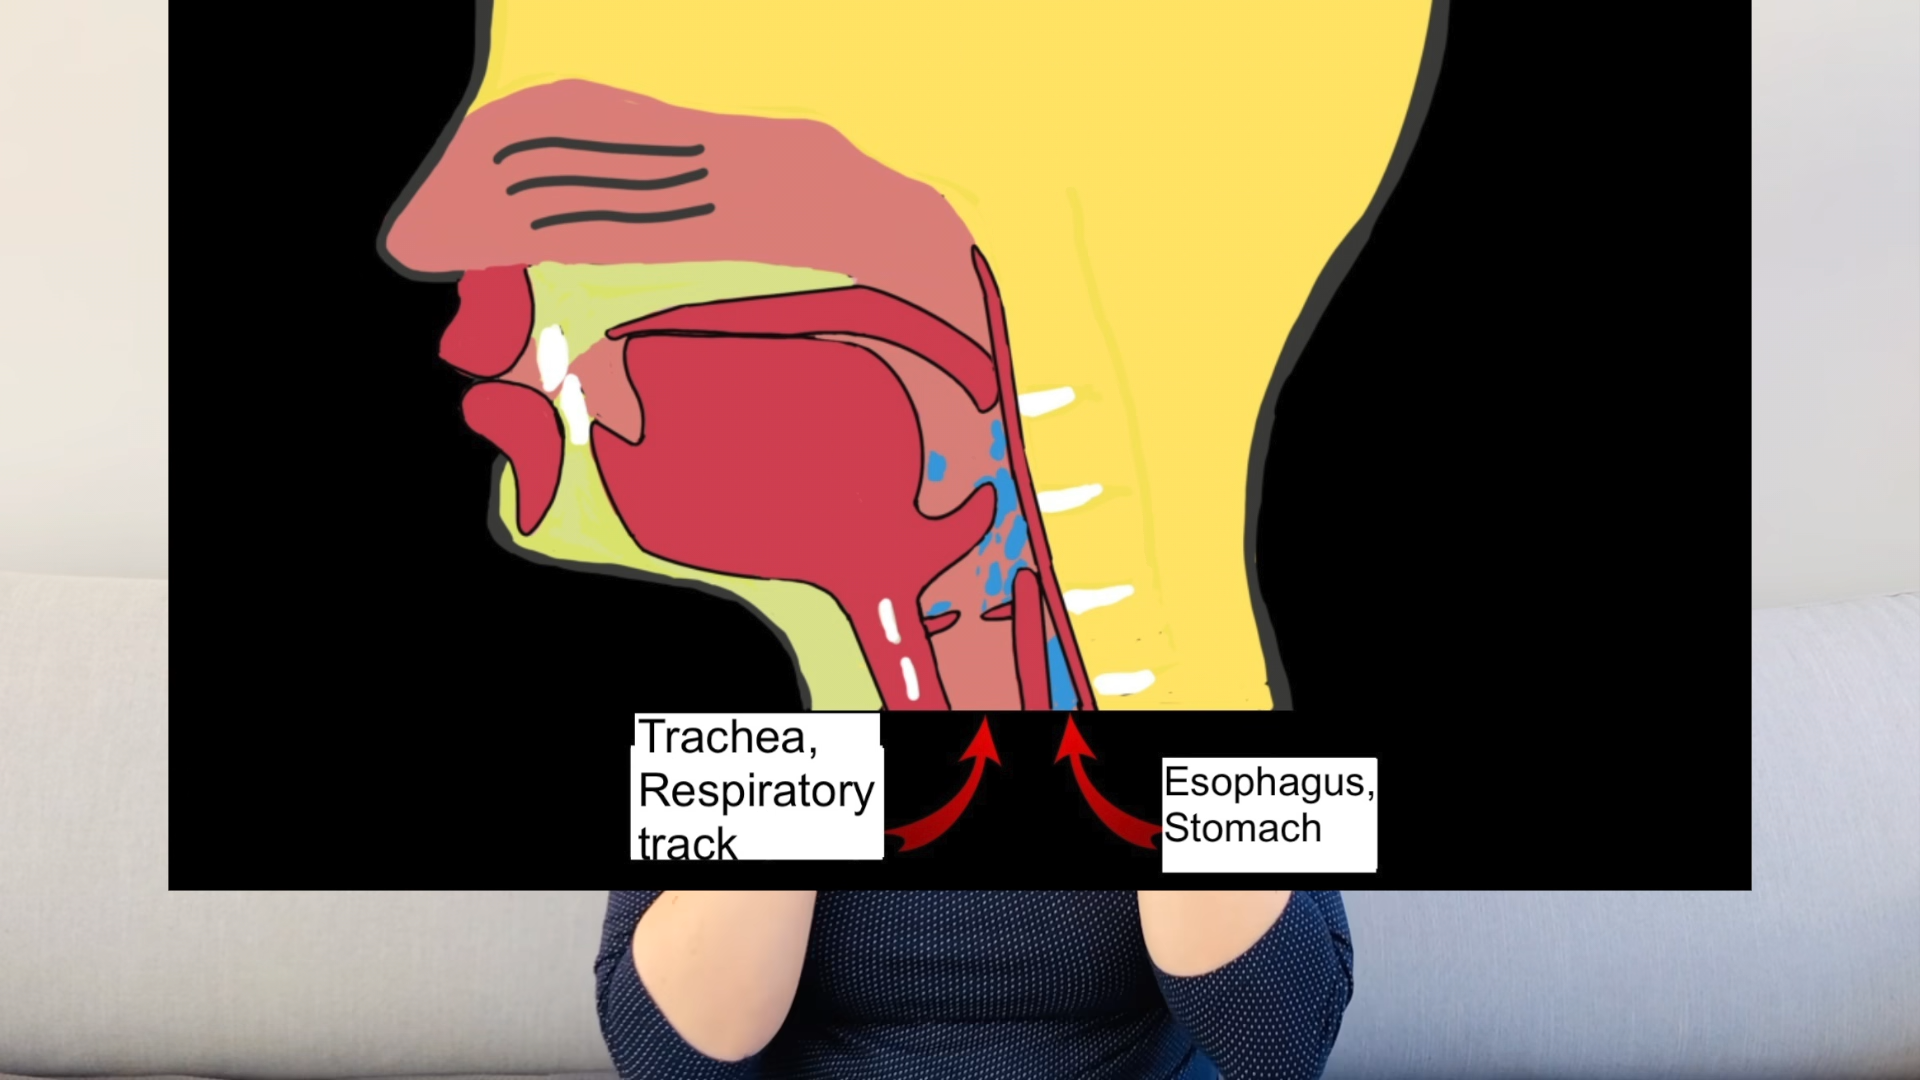 Trachea,
Respiratory
track
Esophagus,
Stomach